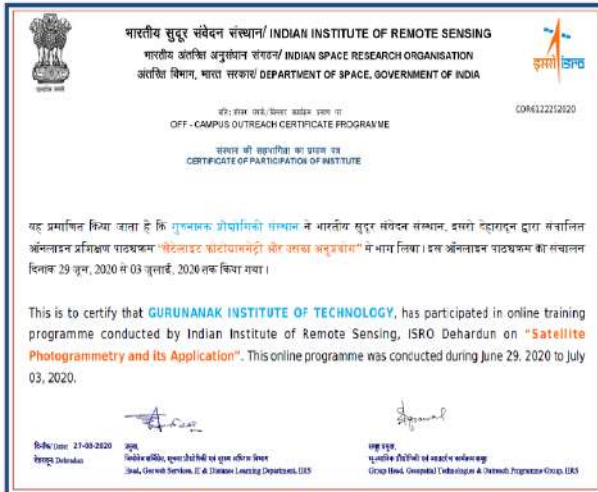 भारतीय सुदूर संवेदन संस्थान/ INDIAN INSTITUTE OF REMOTE SENSING
भारतीय अंतरिक्ष अनुसंधान संगठन/ INDIAN SPACE RESEARCH ORGANISATION
अंतरिक्ष विभाग, भारत सरकार/ DEPARTMENT OF SPACE, GOVERNMENT OF INDIA
इसरो isro
COR6122252020
OFF - CAMPUS OUTREACH CERTIFICATE PROGRAMME
संस्थान की सहभागिता का प्रमाण पत्र
CERTIFICATE OF PARTICIPATION OF INSTITUTE
यह प्रमाणित किया जाता है कि गुरुनानक प्रौद्योगिकी संस्थान ने भारतीय सुदूर संवेदन संस्थान, इसरो देहरादून द्वारा संचालित
ऑनलाइन प्रशिक्षण पाठ्यक्रम "सेटेलाइट फोटोग्रामेट्री और उसका अनुप्रयोग" में भाग लिया। इस ऑनलाइन पाठ्यक्रम का संचालन
दिनांक 29 जून, 2020 से 03 जुलाई, 2020 तक किया गया।
This is to certify that GURUNANAK INSTITUTE OF TECHNOLOGY, has participated in online training
programme conducted by Indian Institute of Remote Sensing, ISRO Dehardun on "Satellite
Photogrammetry and its Application". This online programme was conducted during June 29, 2020 to July
03, 2020.
दिनाँक/Date: 27-08-2020
देहरादून/ Dehradun
Head, Geoweb Services, IT & Distance Learning Department, IIRS
समूह प्रमुख,
Group Head, Geospatial Technologies & Outreach Programme Group, IIRS